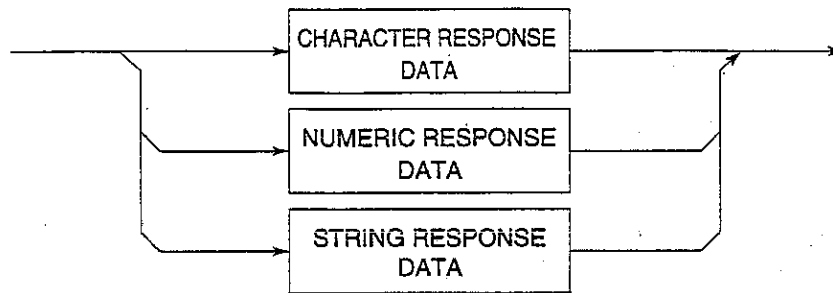 CHARACTER RESPONSE
DATA
NUMERIC RESPONSE
DATA
STRING RESPONSE
DATA